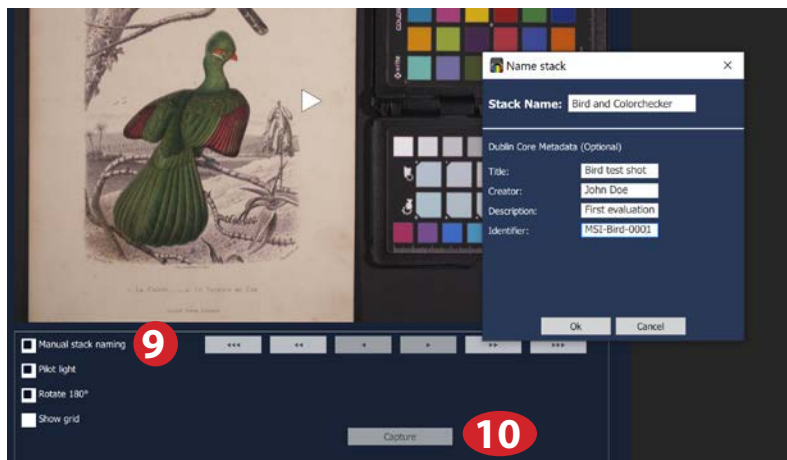 x-rite
Name stack
Stack Name: Bird and Colorchecker
Dublin Core Metadata (Optional)
Title: Bird test shot
Creator: John Doe
Description: First evaluation
Identifier: MSI-Bird-0001
Ok Cancel
Manual stack naming
9
Pilot light
Rotate 180°
Show grid
Capture
10